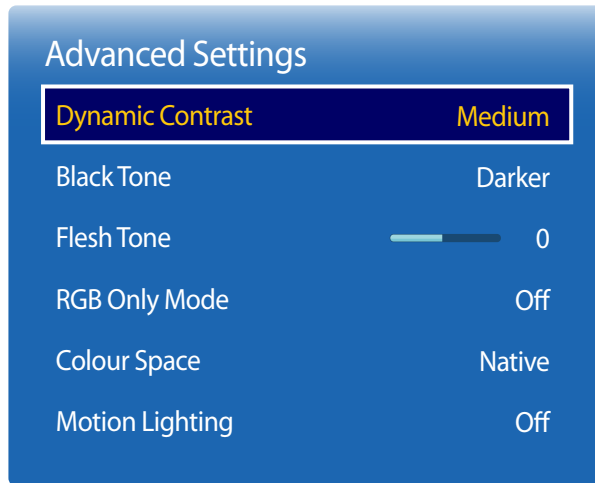 Advanced Settings
Dynamic Contrast Medium
Black Tone Darker
Flesh Tone 0
RGB Only Mode Off
Colour Space Native
Motion Lighting Off